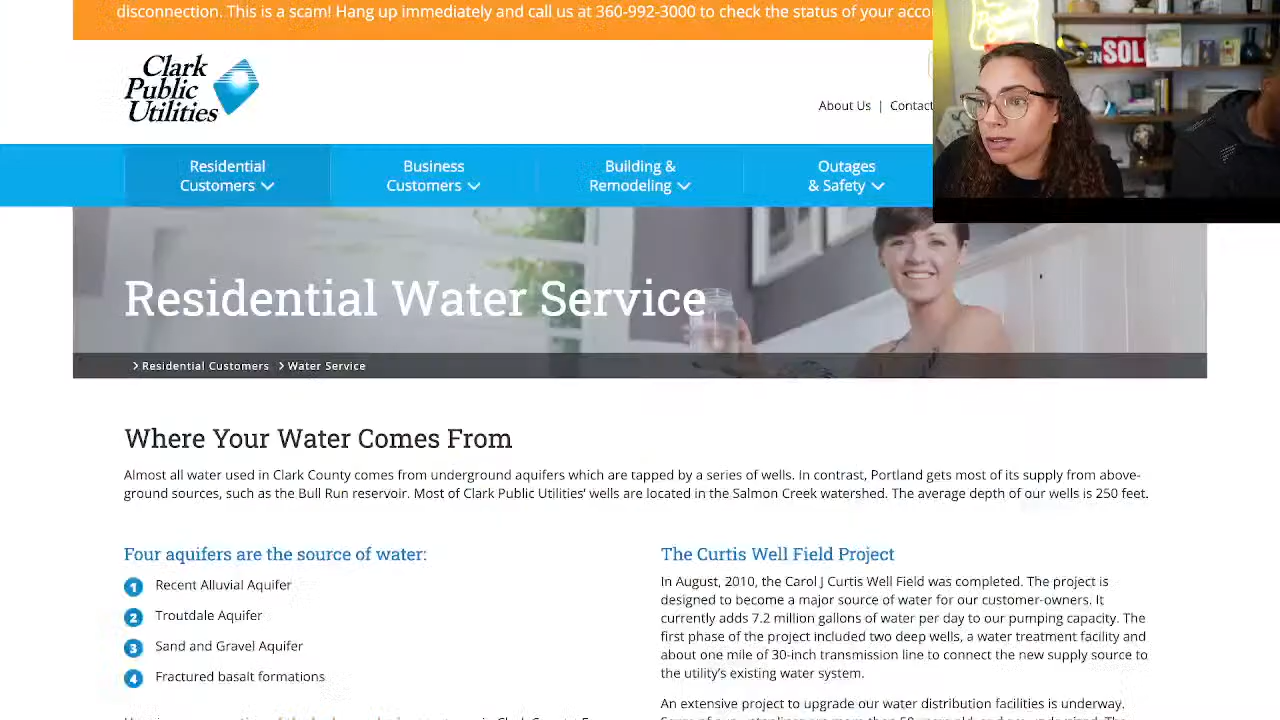 disconnection. This is a scam! Hang up immediately and call us at 360-992-3000 to check the status of your
Clark
Public
Utilities
SOL
About Us | Contact
Residential
Customers
Business
Customers
Building &
Remodeling
Outages
& Safety
Residential Water Service
Residential Customers
Water Service
Where Your Water Comes From
Almost all water used in Clark County comes from underground aquifers which are tapped by a series of wells. In contrast, Portland gets most of its supply from above-
ground sources, such as the Bull Run reservoir. Most of Clark Public Utilities' wells are located in the Salmon Creek watershed. The average depth of our wells is 250 feet.
Four aquifers are the source of water:
1 Recent Alluvial Aquifer
2 Troutdale Aquifer
3 Sand and Gravel Aquifer
4 Fractured basalt formations
The Curtis Well Field Project
In August, 2010, the Carol J Curtis Well Field was completed. The project is
designed to become a major source of water for our customer-owners. It
currently adds 7.2 million gallons of water per day to our pumping capacity. The
first phase of the project included two deep wells, a water treatment facility and
about one mile of 30-inch transmission line to connect the new supply source to
the utility's existing water system.
An extensive project to upgrade our water distribution facilities is underway.